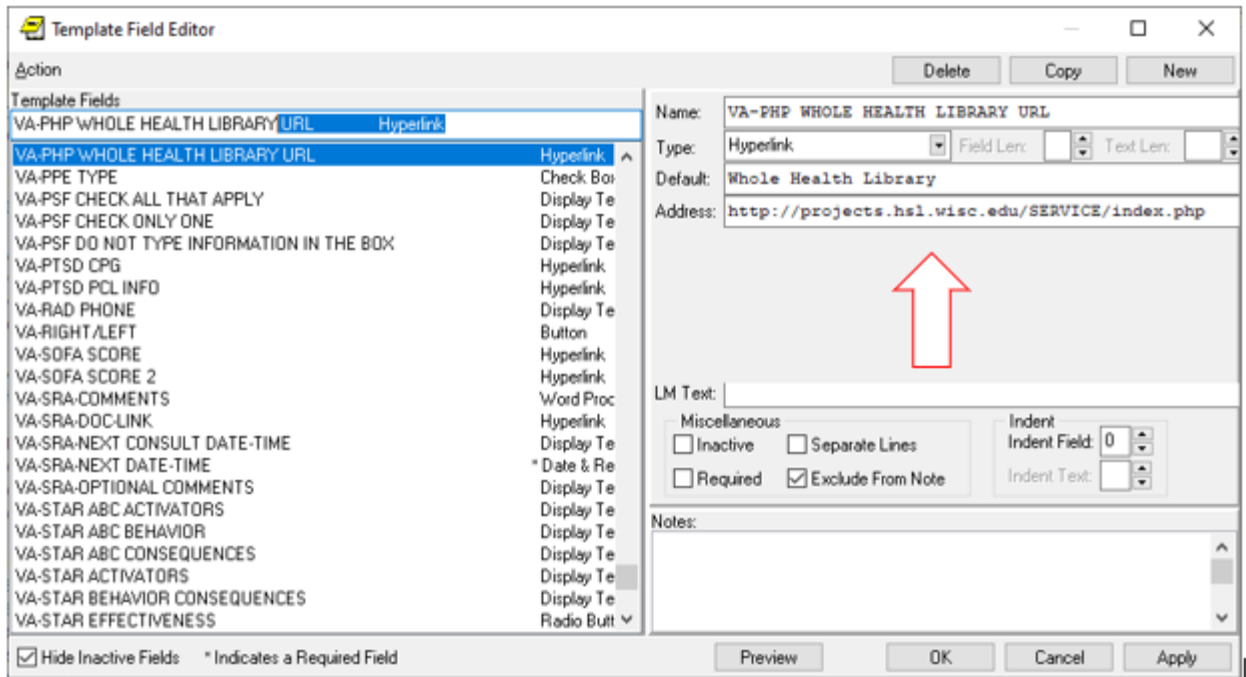 Template Field Editor
Action
Delete Copy New
Template Fields
VA-PHP WHOLE HEALTH LIBRARY URL Hyperlink
VA-PHP WHOLE HEALTH LIBRARY URL Hyperlink
VA-PPE TYPE Check Box
VA-PSF CHECK ALL THAT APPLY Display Te
VA-PSF CHECK ONLY ONE Display Te
VA-PSF DO NOT TYPE INFORMATION IN THE BOX Display Te
VA-PTSD CPG Hyperlink
VA-PTSD PCL INFO Hyperlink
VA-RAD PHONE Display Te
VA-RIGHT/LEFT Button
VA-SOFA SCORE Hyperlink
VA-SOFA SCORE 2 Hyperlink
VA-SRA-COMMENTS Word Proc
VA-SRA-DOC-LINK Hyperlink
VA-SRA-NEXT CONSULT DATE-TIME Display Te
VA-SRA-NEXT DATE-TIME * Date & Re
VA-SRA-OPTIONAL COMMENTS Display Te
VA-STAR ABC ACTIVATORS Display Te
VA-STAR ABC BEHAVIOR Display Te
VA-STAR ABC CONSEQUENCES Display Te
VA-STAR ACTIVATORS Display Te
VA-STAR BEHAVIOR CONSEQUENCES Display Te
VA-STAR EFFECTIVENESS Radio Butt
Name: VA-PHP WHOLE HEALTH LIBRARY URL
Type: Hyperlink Field Len: Text Len:
Default: Whole Health Library
Address: http://projects.hsl.wisc.edu/SERVICE/index.php
LM Text:
Miscellaneous
Inactive Separate Lines
Required Exclude From Note
Indent
Indent Field: 0
Indent Text:
Notes:
Hide Inactive Fields * Indicates a Required Field
Preview OK Cancel Apply